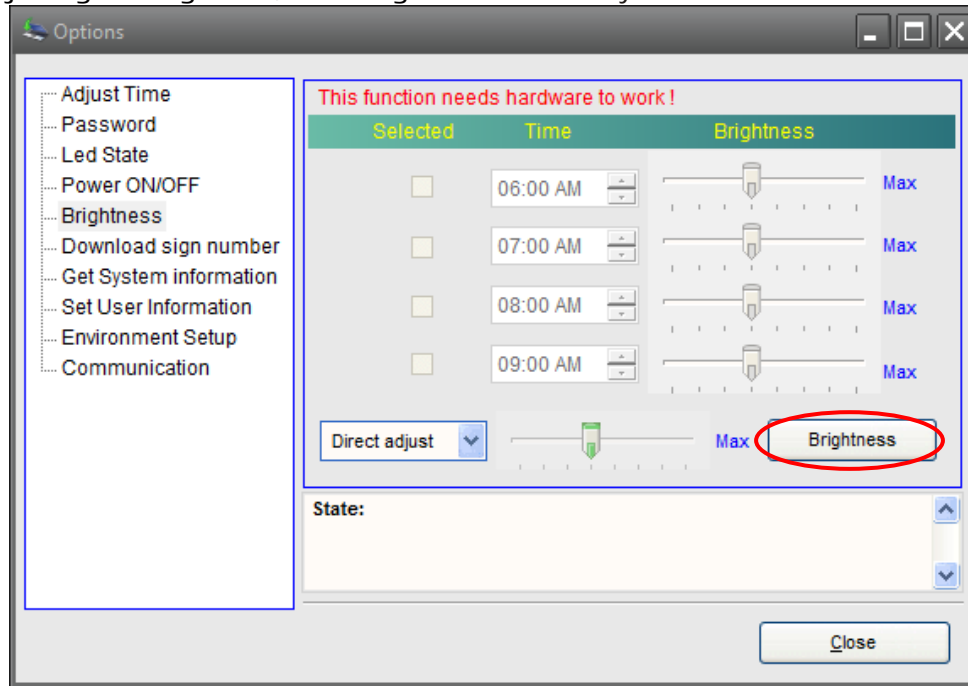 Options
Adjust Time
Password
Led State
Power ON/OFF
Brightness
Download sign number
Get System information
Set User Information
Environment Setup
Communication
This function needs hardware to work !
Selected Time Brightness
06:00 AM Max
07:00 AM Max
08:00 AM Max
09:00 AM Max
Direct adjust Max Brightness
State:
Close